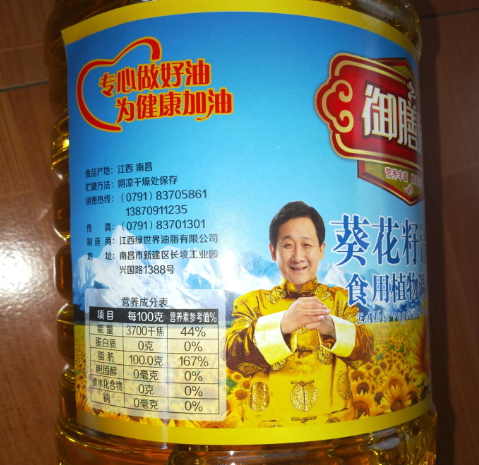 专心做好油
为健康加油
御膳
营养丰富
食品产地：江西 南昌
贮藏方法：阴凉干燥处保存
销售热线：(0791) 83705861
13870911235
传 真：(0791) 83701301
制 造 商：江西绿世界油脂有限公司
地 址：南昌市新建区长埈工业园
兴国路1388号
葵花籽
食用植物调
营养成分表
项目 每100克 营养素参考值%
能量 3700千焦 44%
蛋白质 0克 0%
脂肪 100.0克 167%
胆固醇 0毫克 0%
碳水化合物 0克 0%
钠 0毫克 0%